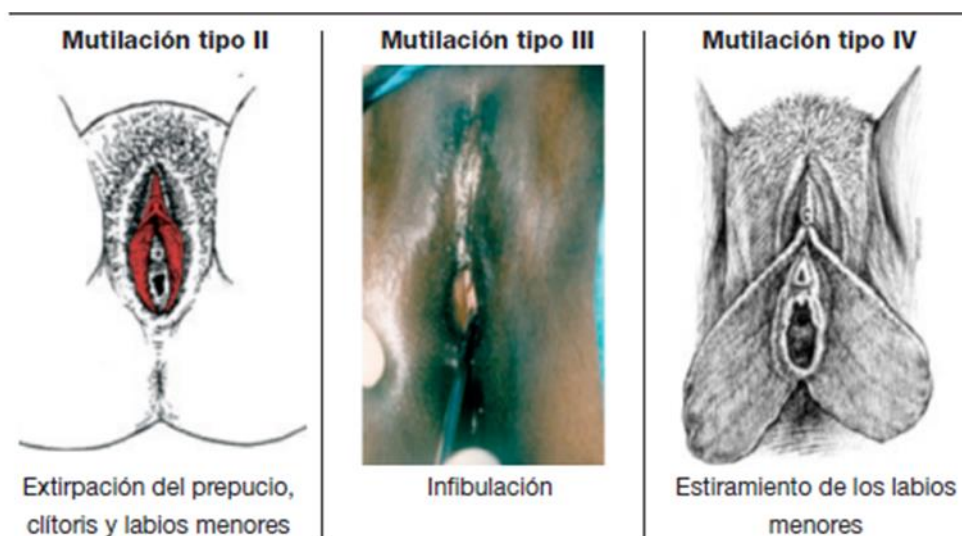 Mutilación tipo II
Mutilación tipo III
Mutilación tipo IV
Extirpación del prepucio,
clítoris y labios menores
Infibulación
Estiramiento de los labios
menores